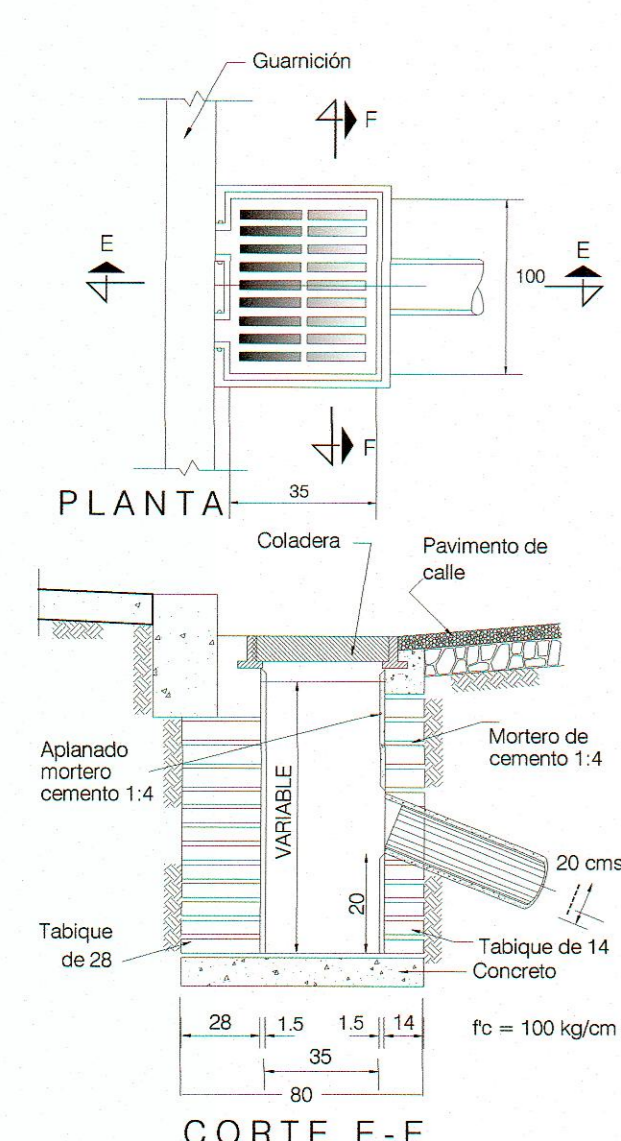 Guarnición
F
E
E
100
F
35
PLANTA
Coladera
Pavimento de
calle
Aplanado
mortero
cemento 1:4
VARIABLE
Mortero de
cemento 1:4
20
20 cms
Tabique
de 28
Tabique de 14
Concreto
28 1.5 1.5 14
f'c = 100 kg/cm
35
80